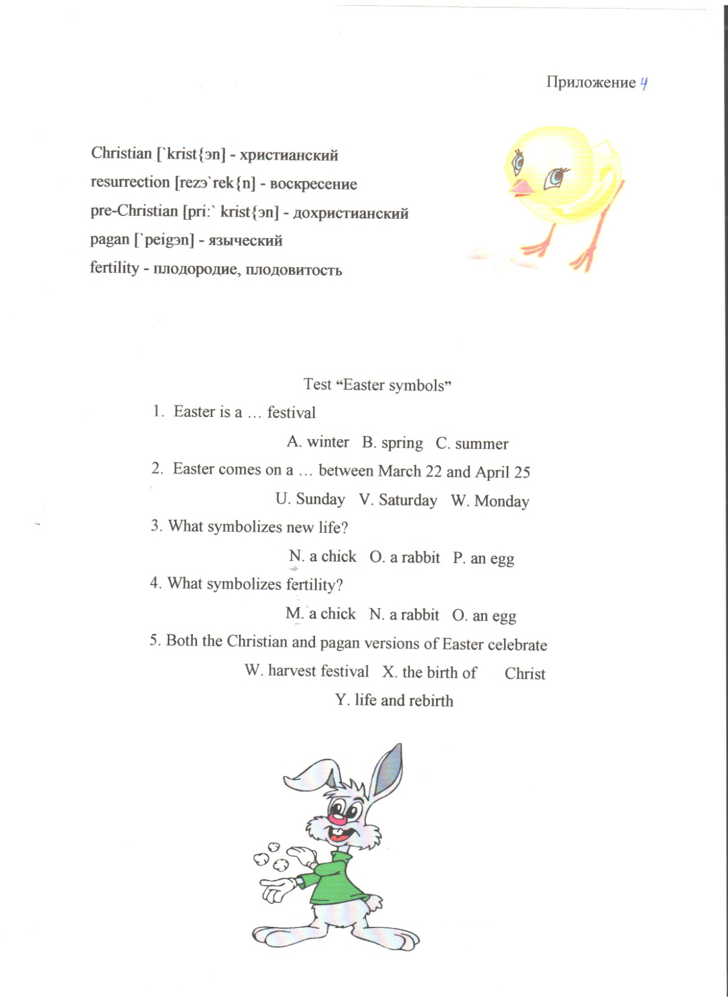 Приложение 4
Christian [`krist{эn] - христианский
resurrection [rezэ`rek{n] - воскресение
pre-Christian [pri:` krist{эn] - дохристианский
pagan [`peigэn] - языческий
fertility - плодородие, плодовитость
Test “Easter symbols”
1. Easter is a … festival
A. winter B. spring C. summer
2. Easter comes on a … between March 22 and April 25
U. Sunday V. Saturday W. Monday
3. What symbolizes new life?
N. a chick O. a rabbit P. an egg
4. What symbolizes fertility?
M. a chick N. a rabbit O. an egg
5. Both the Christian and pagan versions of Easter celebrate
W. harvest festival X. the birth of Christ
Y. life and rebirth